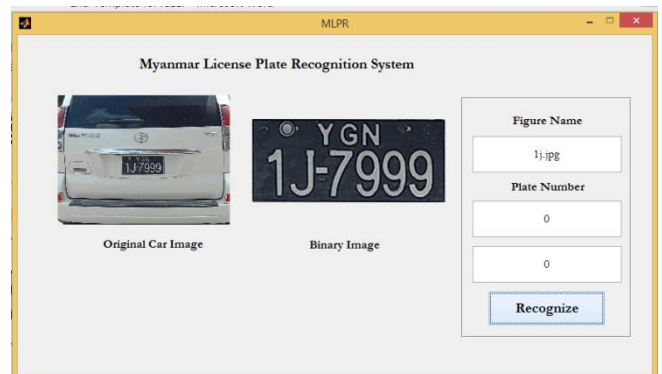 MLPR
Myanmar License Plate Recognition System
YGN
1J-7999
YGN
1J-7999
Original Car Image
Binary Image
Figure Name
1j.jpg
Plate Number
0
0
Recognize